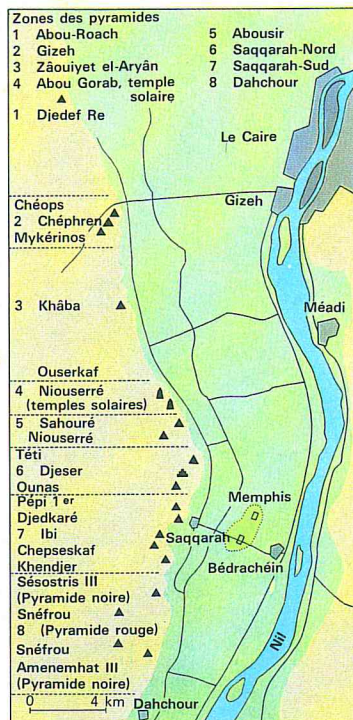 Zones des pyramides
1 Abou-Roach
2 Gizeh
3 Zâouiyet el-Aryân
4 Abou Gorab, temple
solaire
5 Abousir
6 Saqqarah-Nord
7 Saqqarah-Sud
8 Dahchour
1 Djedef Re
Le Caire
Gizeh
Chéops
2 Chéphren
Mykérinos
3 Khâba
Méadi
Ouserkaf
4 Niouserré
(temples solaires)
5 Sahouré
Niouserré
Téti
6 Djeser
Ounas
Memphis
Pépi 1er
Djedkaré
7 Ibi
Saqqarah
Chepseskaf
Bédrachéin
Khendjer
Sésostris III
(Pyramide noire)
Snéfrou
8 (Pyramide rouge)
Snéfrou
Nil
Amenemhat III
(Pyramide noire)
0 4 km
Dahchour